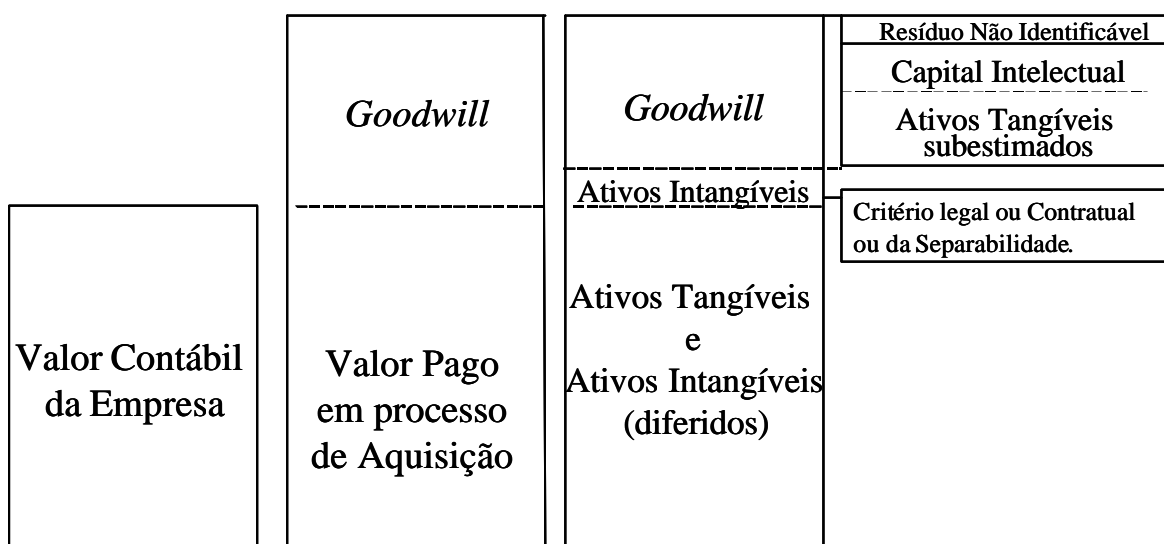 Valor Contábil
da Empresa
Goodwill
Valor Pago
em processo
de Aquisição
Goodwill
Ativos Intangíveis
Ativos Tangíveis
e
Ativos Intangíveis
(diferidos)
Resíduo Não Identificável
Capital Intelectual
Ativos Tangíveis
subestimados
Critério legal ou Contratual
ou da Separabilidade.